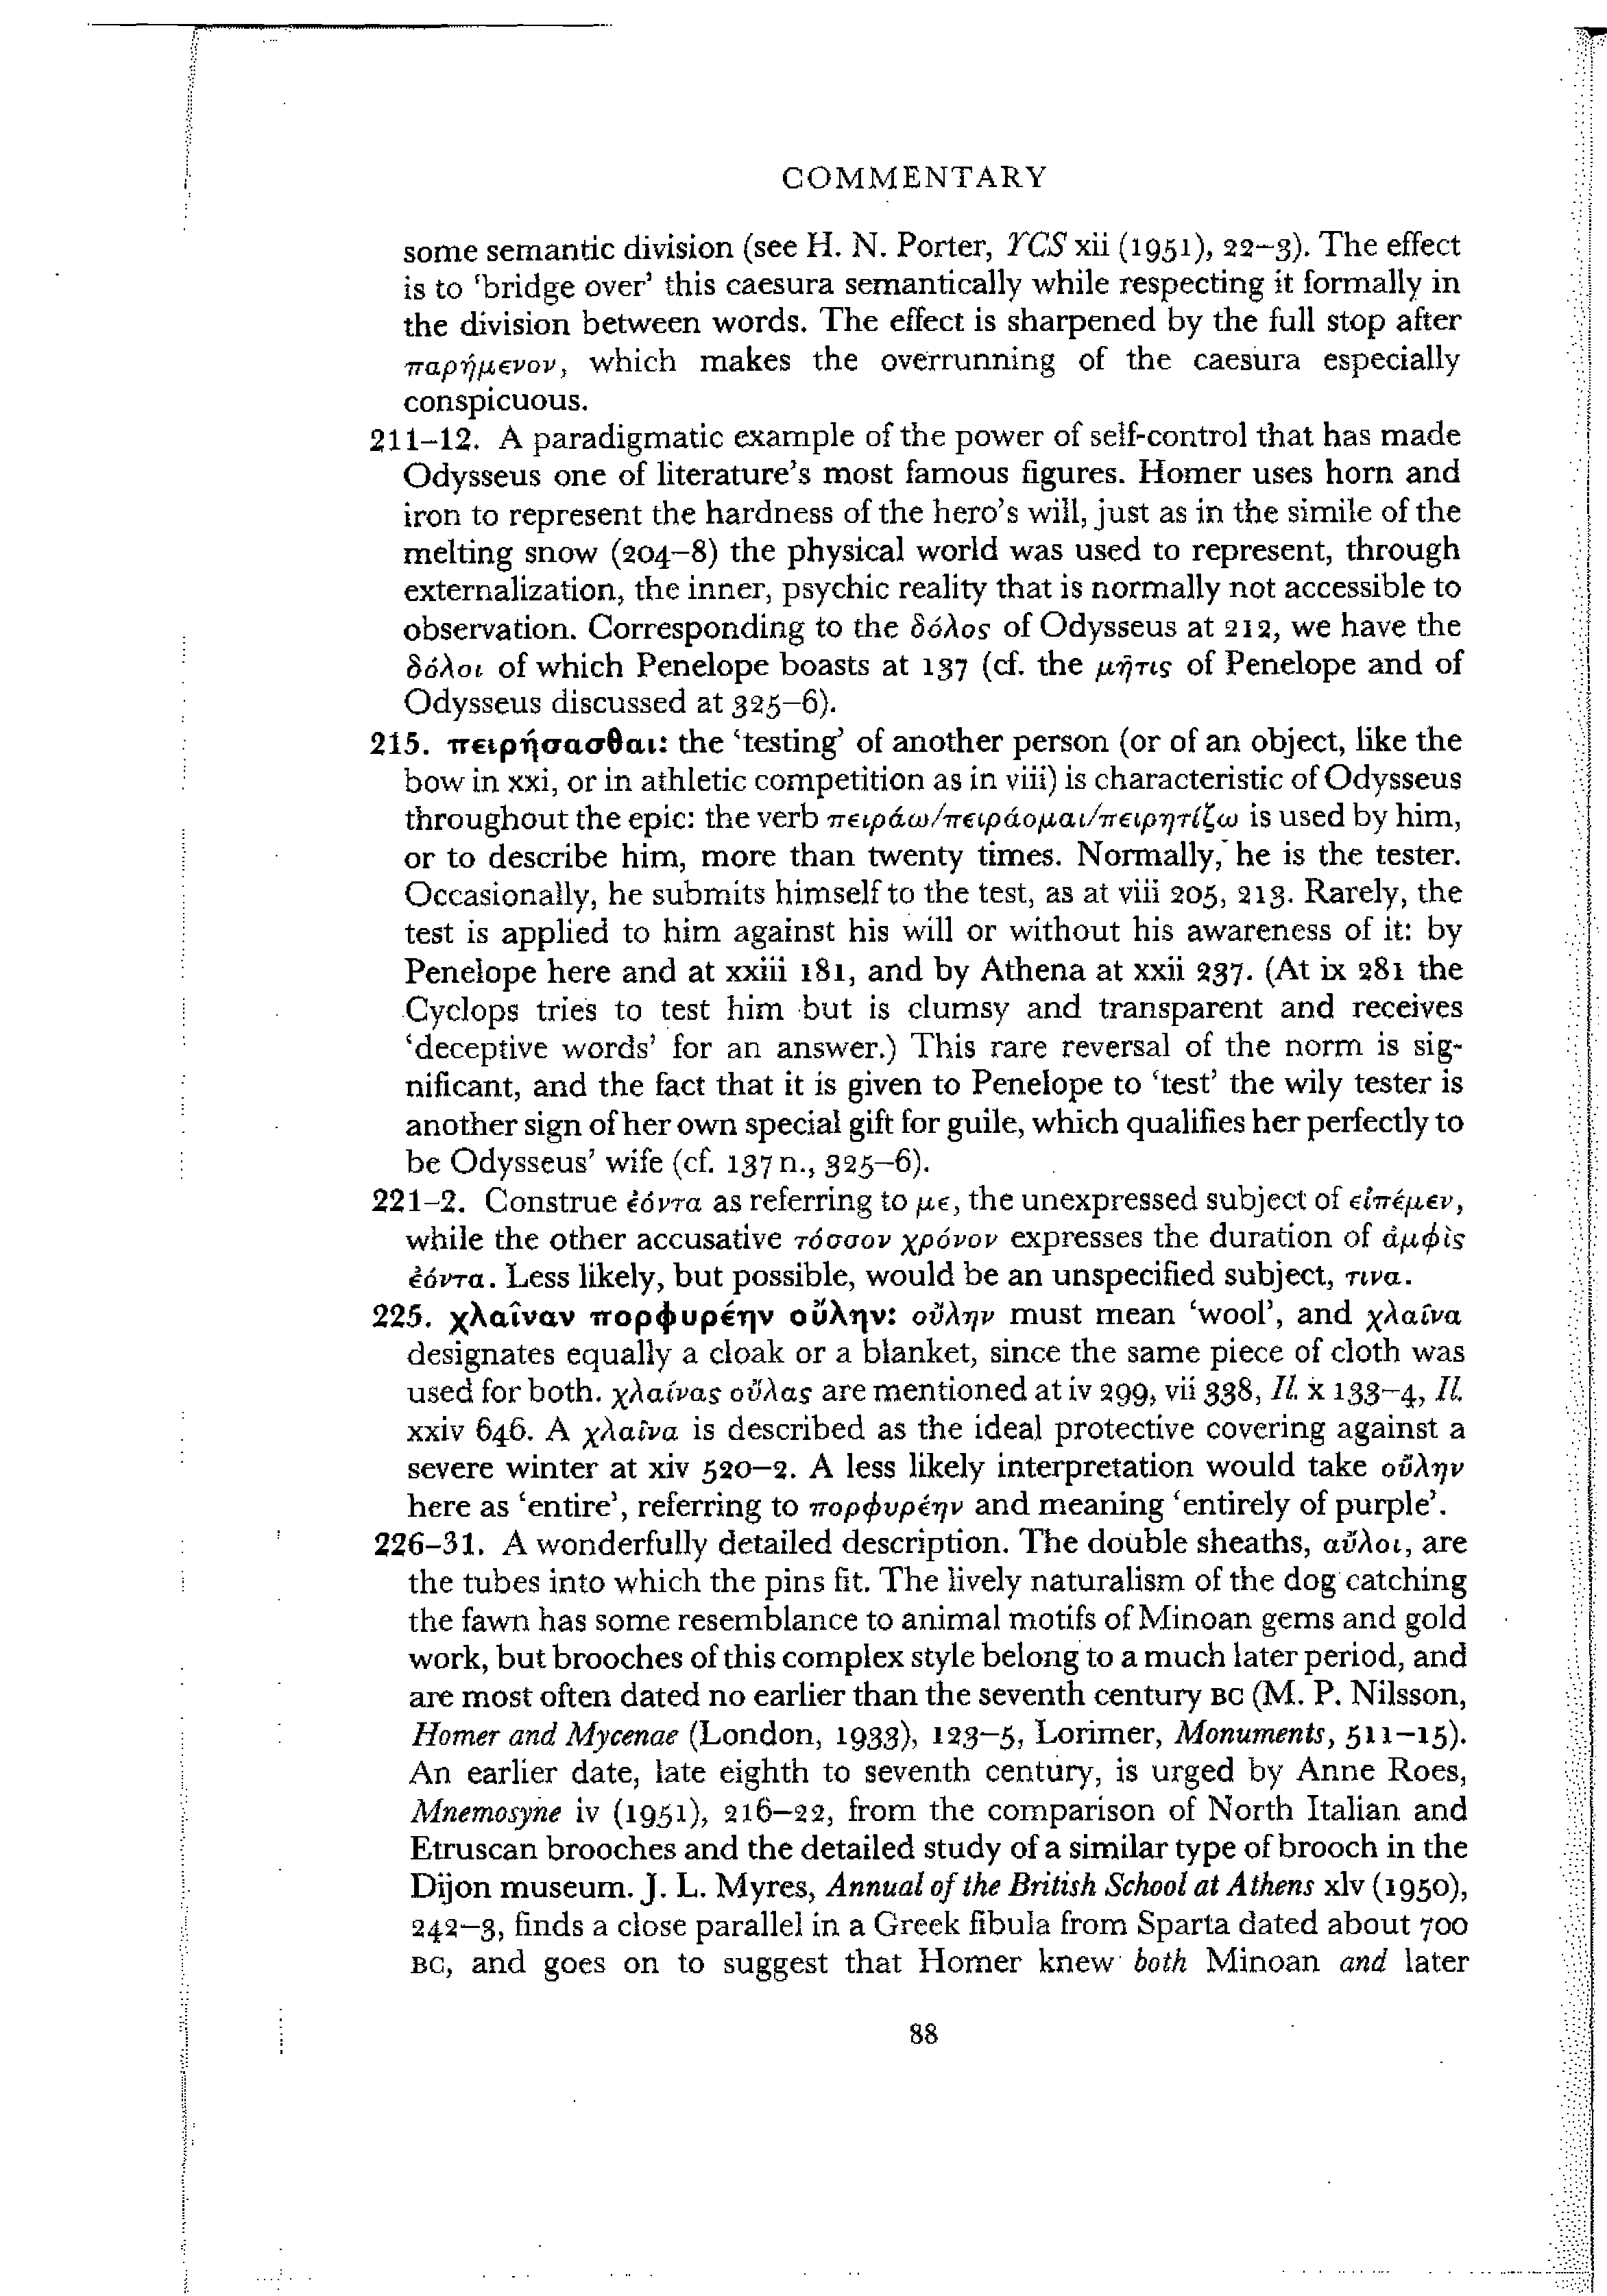 COMMENTARY
some semantic division (see H. N. Porter, YCS xii (1951), 22–3). The effect
is to ‘bridge over’ this caesura semantically while respecting it formally in
the division between words. The effect is sharpened by the full stop after
παρήμενον, which makes the overrunning of the caesura especially
conspicuous.
211–12. A paradigmatic example of the power of self-control that has made
Odysseus one of literature’s most famous figures. Homer uses horn and
iron to represent the hardness of the hero’s will, just as in the simile of the
melting snow (204–8) the physical world was used to represent, through
externalization, the inner, psychic reality that is normally not accessible to
observation. Corresponding to the δόλος of Odysseus at 212, we have the
δόλοι of which Penelope boasts at 137 (cf. the μῆτις of Penelope and of
Odysseus discussed at 325–6).
215. πειρήσασθαι: the ‘testing’ of another person (or of an object, like the
bow in xxi, or in athletic competition as in viii) is characteristic of Odysseus
throughout the epic: the verb πειράω/πειράομαι/πειρητίζω is used by him,
or to describe him, more than twenty times. Normally, he is the tester.
Occasionally, he submits himself to the test, as at viii 205, 213. Rarely, the
test is applied to him against his will or without his awareness of it: by
Penelope here and at xxiii 181, and by Athena at xxii 237. (At ix 281 the
Cyclops tries to test him but is clumsy and transparent and receives
‘deceptive words’ for an answer.) This rare reversal of the norm is sig-
nificant, and the fact that it is given to Penelope to ‘test’ the wily tester is
another sign of her own special gift for guile, which qualifies her perfectly to
be Odysseus’ wife (cf. 137 n., 325–6).
221–2. Construe ἐόντα as referring to με, the unexpressed subject of εἰπέμεν,
while the other accusative τόσσον χρόνον expresses the duration of ἀμφὶς
ἐόντα. Less likely, but possible, would be an unspecified subject, τινα.
225. χλαῖναν πορφυρέην οὔλην: οὔλην must mean ‘wool’, and χλαῖνα
designates equally a cloak or a blanket, since the same piece of cloth was
used for both. χλαίνας οὔλας are mentioned at iv 299, vii 338, Il. x 133–4, Il.
xxiv 646. A χλαῖνα is described as the ideal protective covering against a
severe winter at xiv 520–2. A less likely interpretation would take οὔλην
here as ‘entire’, referring to πορφυρέην and meaning ‘entirely of purple’.
226–31. A wonderfully detailed description. The double sheaths, αὔλοι, are
the tubes into which the pins fit. The lively naturalism of the dog catching
the fawn has some resemblance to animal motifs of Minoan gems and gold
work, but brooches of this complex style belong to a much later period, and
are most often dated no earlier than the seventh century BC (M. P. Nilsson,
Homer and Mycenae (London, 1933), 123–5, Lorimer, Monuments, 511–15).
An earlier date, late eighth to seventh century, is urged by Anne Roes,
Mnemosyne iv (1951), 216–22, from the comparison of North Italian and
Etruscan brooches and the detailed study of a similar type of brooch in the
Dijon museum. J. L. Myres, Annual of the British School at Athens xlv (1950),
242–3, finds a close parallel in a Greek fibula from Sparta dated about 700
BC, and goes on to suggest that Homer knew both Minoan and later
88